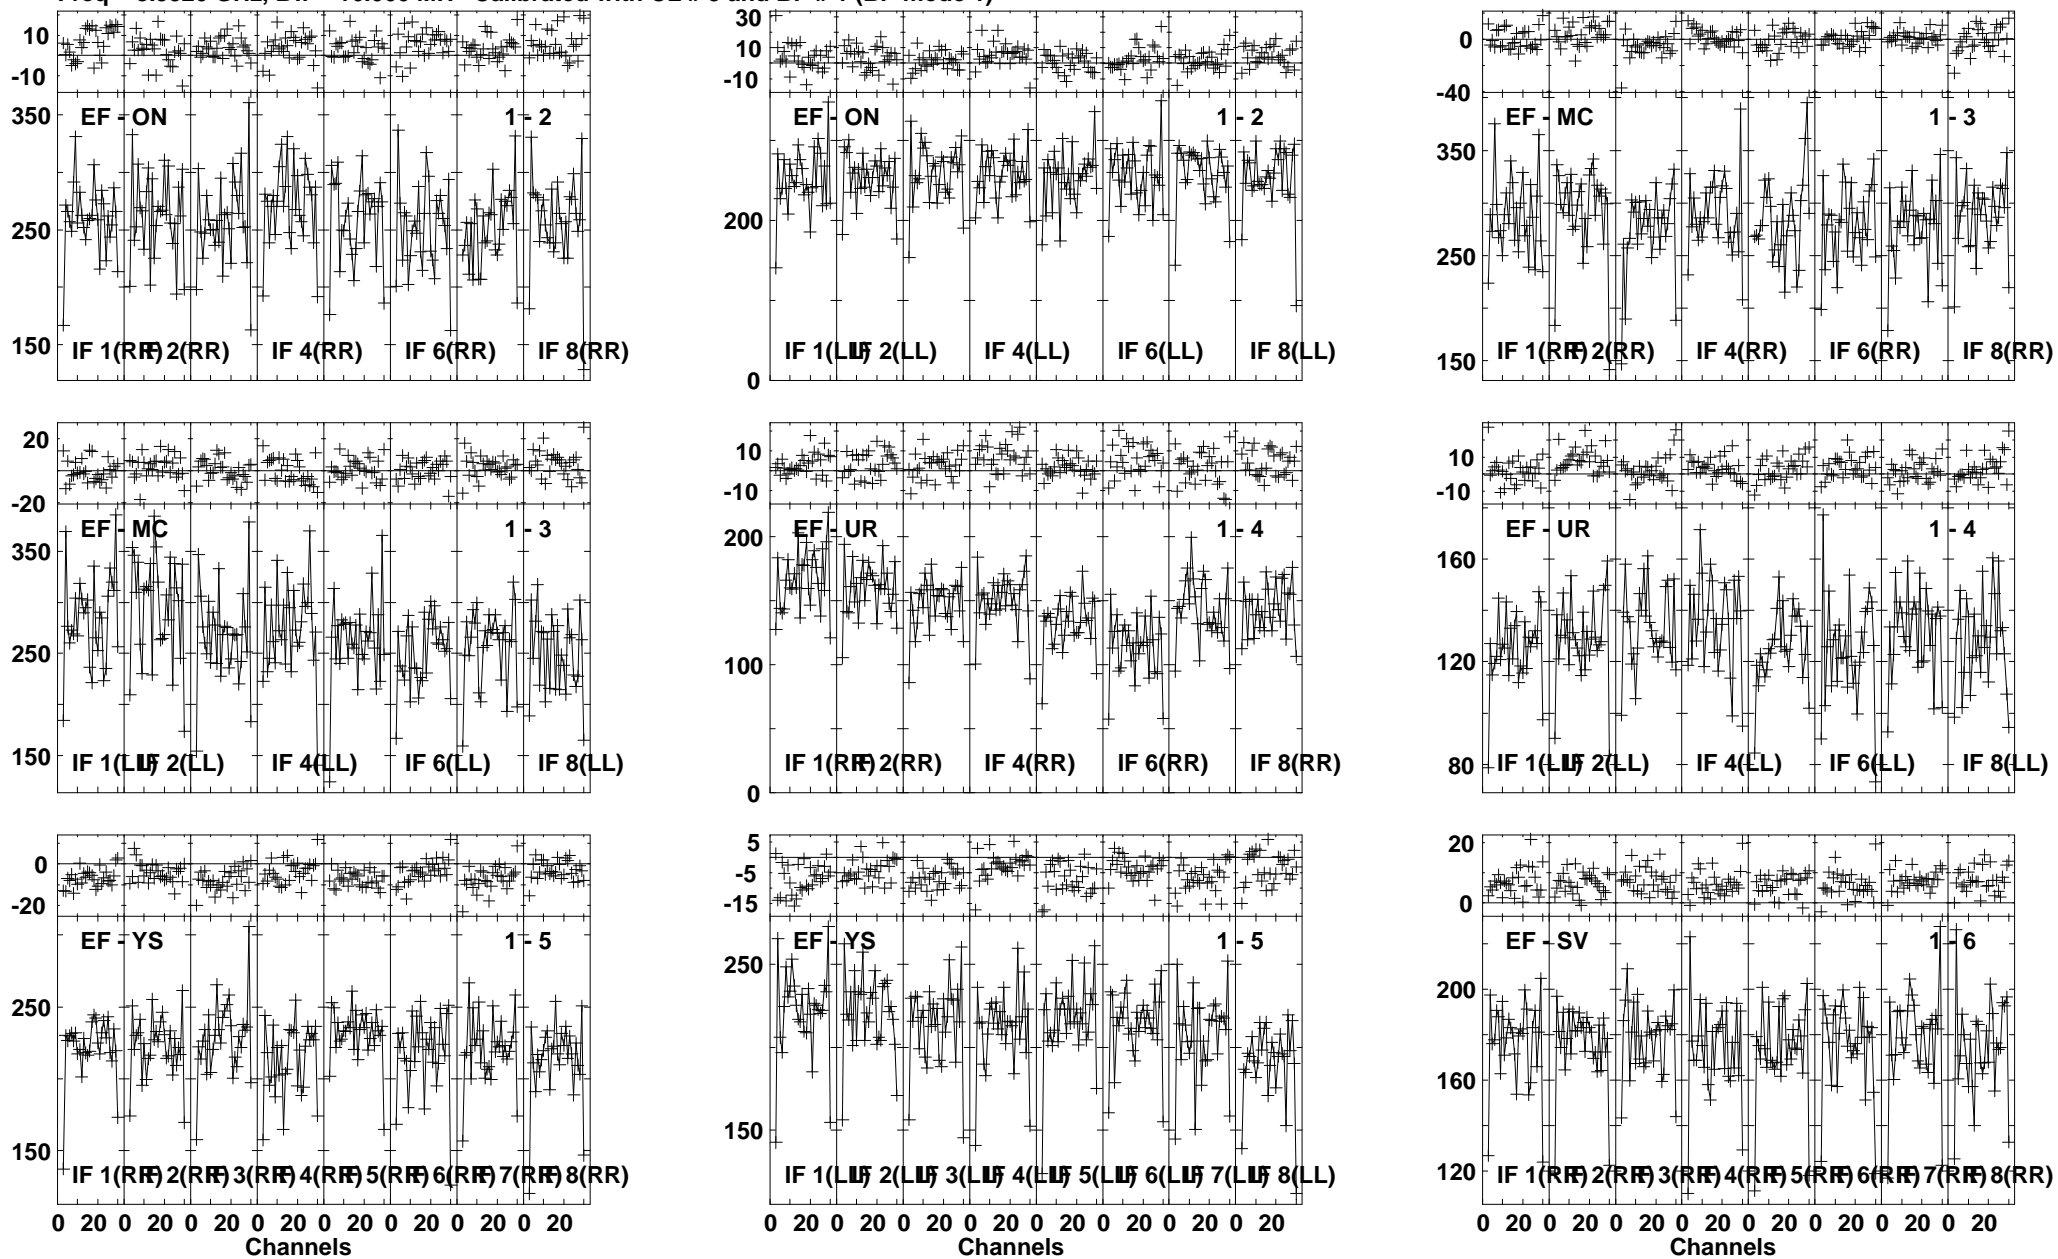 10 -10 350 250 150 EF - ON 1 - 2 IF 1(RR) IF 2(RR) IF 4(RR) IF 6(RR) IF 8(RR)
30 10 -10 200 0 EF - ON 1 - 2 IF 1(LL) IF 2(LL) IF 4(LL) IF 6(LL) IF 8(LL)
0 -40 350 250 150 EF - MC 1 - 3 IF 1(RR) IF 2(RR) IF 4(RR) IF 6(RR) IF 8(RR)
20 -20 350 250 150 EF - MC 1 - 3 IF 1(LL) IF 2(LL) IF 4(LL) IF 6(LL) IF 8(LL)
10 -10 200 100 0 EF - UR 1 - 4 IF 1(RR) IF 2(RR) IF 4(RR) IF 6(RR) IF 8(RR)
10 -10 160 120 80 EF - UR 1 - 4 IF 1(LL) IF 2(LL) IF 4(LL) IF 6(LL) IF 8(LL)
0 -20 250 150 EF - YS 1 - 5 IF 1(RR) IF 2(RR) IF 3(RR) IF 4(RR) IF 5(RR) IF 6(RR) IF 7(RR) IF 8(RR)
0 20 0 20 0 20 0 20 0 20 0 20 0 20 0 20
Channels
5 -5 -15 250 150 EF - YS 1 - 5 IF 1(LL) IF 2(LL) IF 3(LL) IF 4(LL) IF 5(LL) IF 6(LL) IF 7(LL) IF 8(LL)
0 20 0 20 0 20 0 20 0 20 0 20 0 20 0 20
Channels
20 0 200 160 120 EF - SV 1 - 6 IF 1(RR) IF 2(RR) IF 3(RR) IF 4(RR) IF 5(RR) IF 6(RR) IF 7(RR) IF 8(RR)
0 20 0 20 0 20 0 20 0 20 0 20 0 20 0 20
Channels